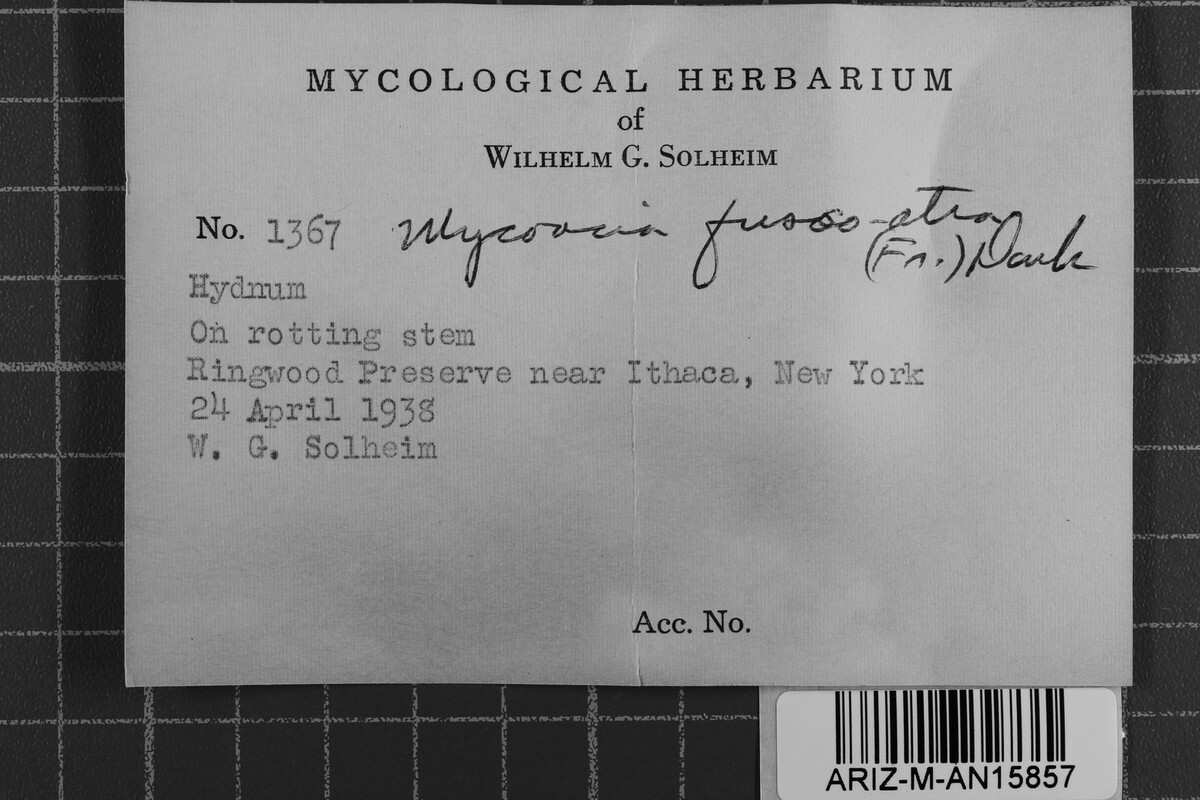 MYCOLOGICAL HERBARIUM
of
WILHELM G. SOLHEIM
No. 1367 Mycoacia fusco-atra
(Fr.) Donk
Hydnum
On rotting stem
Ringwood Preserve near Ithaca, New York
24 April 1938
W. G. Solheim
Acc. No.
ARIZ-M-AN15857